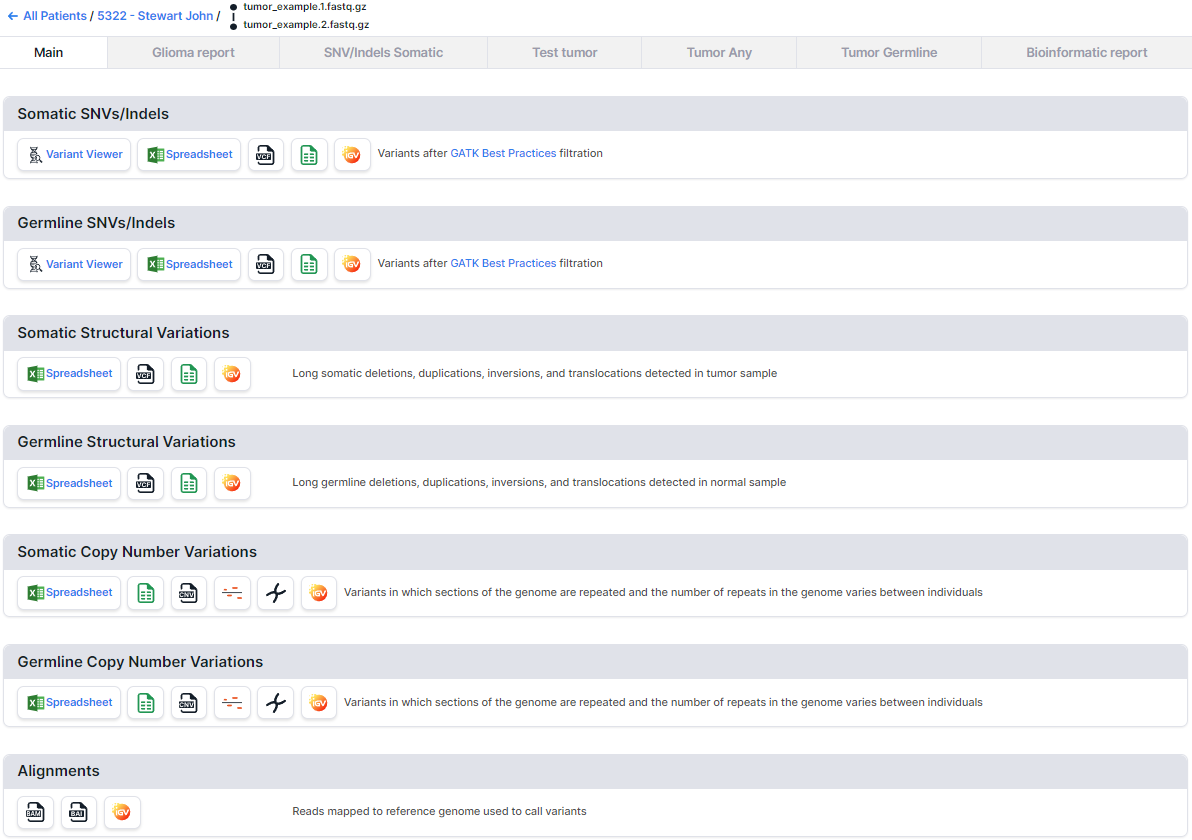 ← All Patients / 5322 - Stewart John /
tumor_example.1.fastq.gz
tumor_example.2.fastq.gz
Main Glioma report SNV/Indels Somatic Test tumor Tumor Any Tumor Germline Bioinformatic report
Somatic SNVs/Indels
Variant Viewer Spreadsheet VCF IGV Variants after GATK Best Practices filtration
Germline SNVs/Indels
Variant Viewer Spreadsheet VCF IGV Variants after GATK Best Practices filtration
Somatic Structural Variations
Spreadsheet VCF IGV Long somatic deletions, duplications, inversions, and translocations detected in tumor sample
Germline Structural Variations
Spreadsheet VCF IGV Long germline deletions, duplications, inversions, and translocations detected in normal sample
Somatic Copy Number Variations
Spreadsheet CNV IGV Variants in which sections of the genome are repeated and the number of repeats in the genome varies between individuals
Germline Copy Number Variations
Spreadsheet CNV IGV Variants in which sections of the genome are repeated and the number of repeats in the genome varies between individuals
Alignments
BAM BAI IGV Reads mapped to reference genome used to call variants